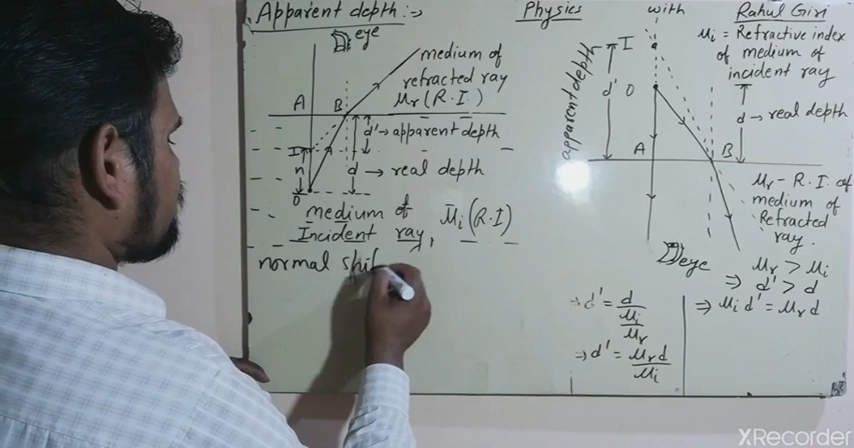 Apparent depth :->
Physics with Rahul Giri
eye
medium of
refracted ray
μr (R.I)
A B
d' → apparent depth
I
n
d → real depth
O
medium of
Incident ray, μi (R.I)
normal shif
apparent depth
I
d' O
A B
d → real depth
μi = Refractive index
of medium of
incident ray
μr - R.I. of
medium of
Refracted
ray.
eye
μr > μi
⇒ d' > d
⇒ μi d' = μr d
⇒ d' = d / (μi / μr)
⇒ d' = μr d / μi
XRecorder